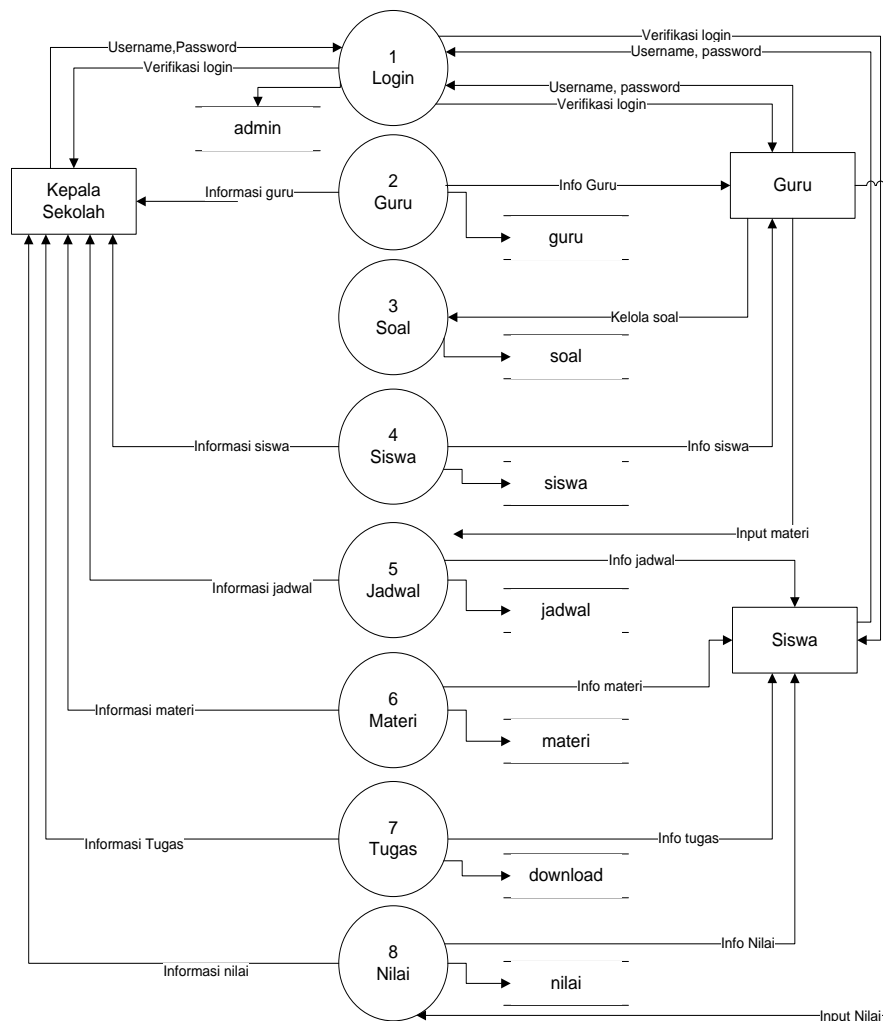 Verifikasi login
Username, password
Username,Password
Verifikasi login
1
Login
Username, password
Verifikasi login
admin
Kepala
Sekolah
Informasi guru
2
Guru
Info Guru
Guru
guru
3
Soal
Kelola soal
soal
Informasi siswa
4
Siswa
Info siswa
siswa
Input materi
Informasi jadwal
5
Jadwal
Info jadwal
jadwal
Siswa
Informasi materi
6
Materi
Info materi
materi
Informasi Tugas
7
Tugas
Info tugas
download
Informasi nilai
8
Nilai
Info Nilai
nilai
Input Nilai